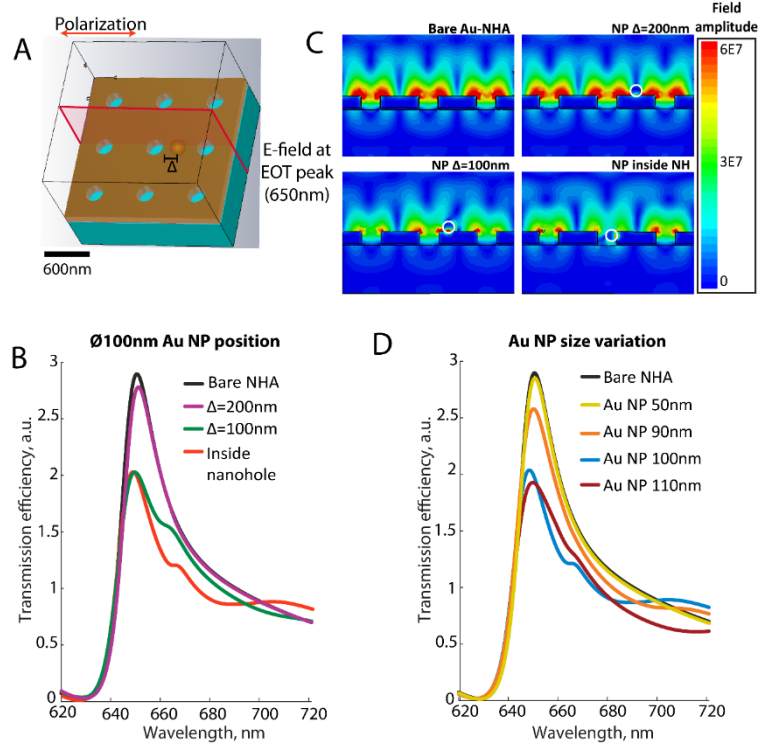 Polarization
A
Δ
E-field at
EOT peak
(650nm)
600nm
C
Bare Au-NHA
NP Δ=200nm
NP Δ=100nm
NP inside NH
Field
amplitude
6E7
3E7
0
B
Ø100nm Au NP position
Transmission efficiency, a.u.
3
2.5
2
1.5
1
0.5
0
Bare NHA
Δ=200nm
Δ=100nm
Inside
nanohole
620 640 660 680 700 720
Wavelength, nm
D
Au NP size variation
Transmission efficiency, a.u.
3
2.5
2
1.5
1
0.5
0
Bare NHA
Au NP 50nm
Au NP 90nm
Au NP 100nm
Au NP 110nm
620 640 660 680 700 720
Wavelength, nm